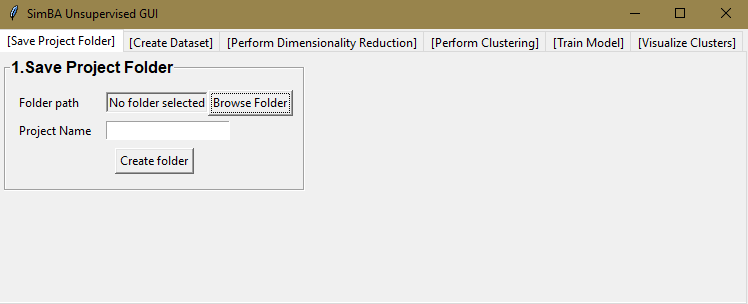 SimBA Unsupervised GUI
[Save Project Folder] [Create Dataset] [Perform Dimensionality Reduction] [Perform Clustering] [Train Model] [Visualize Clusters]
1.Save Project Folder
Folder path No folder selected Browse Folder
Project Name
Create folder